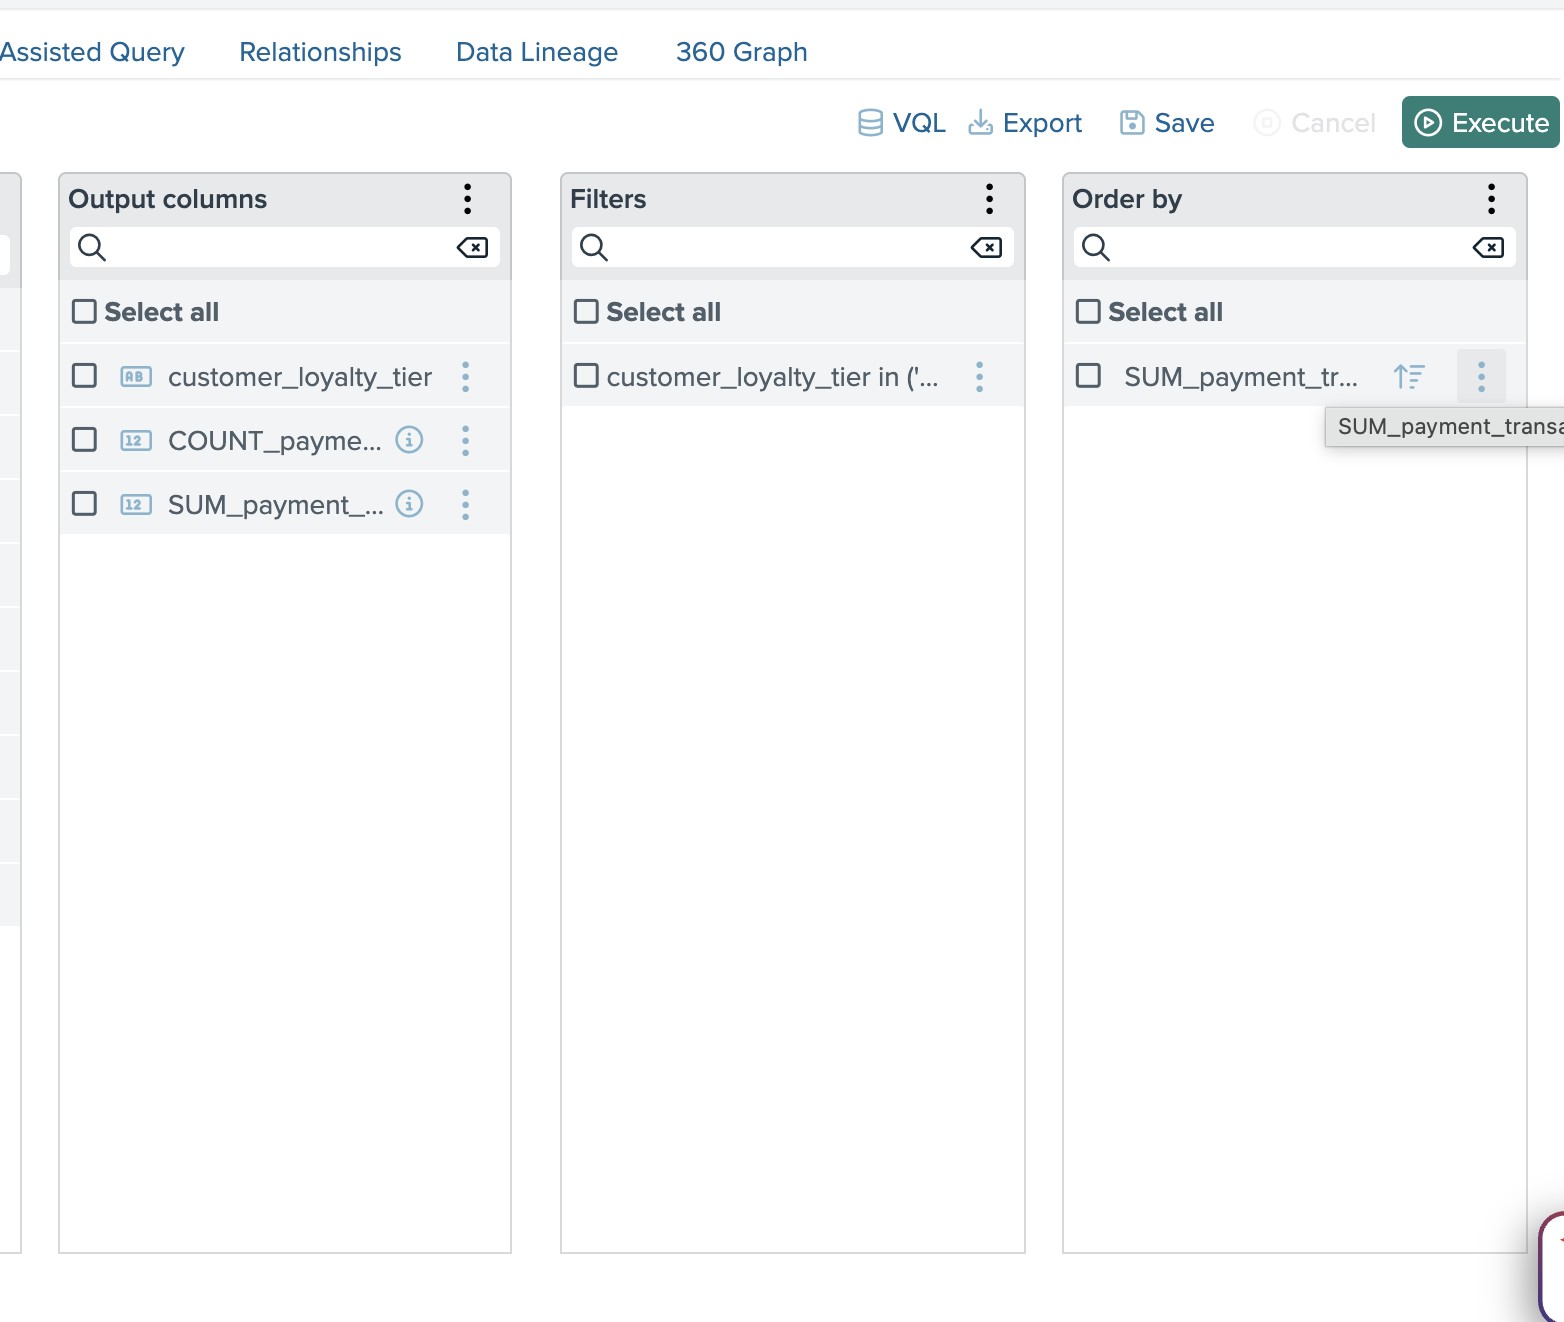 Assisted Query Relationships Data Lineage 360 Graph
VQL Export Save Cancel Execute
Output columns
Select all
customer_loyalty_tier
COUNT_payme...
SUM_payment_...
Filters
Select all
customer_loyalty_tier in ('...
Order by
Select all
SUM_payment_tr...
SUM_payment_transa